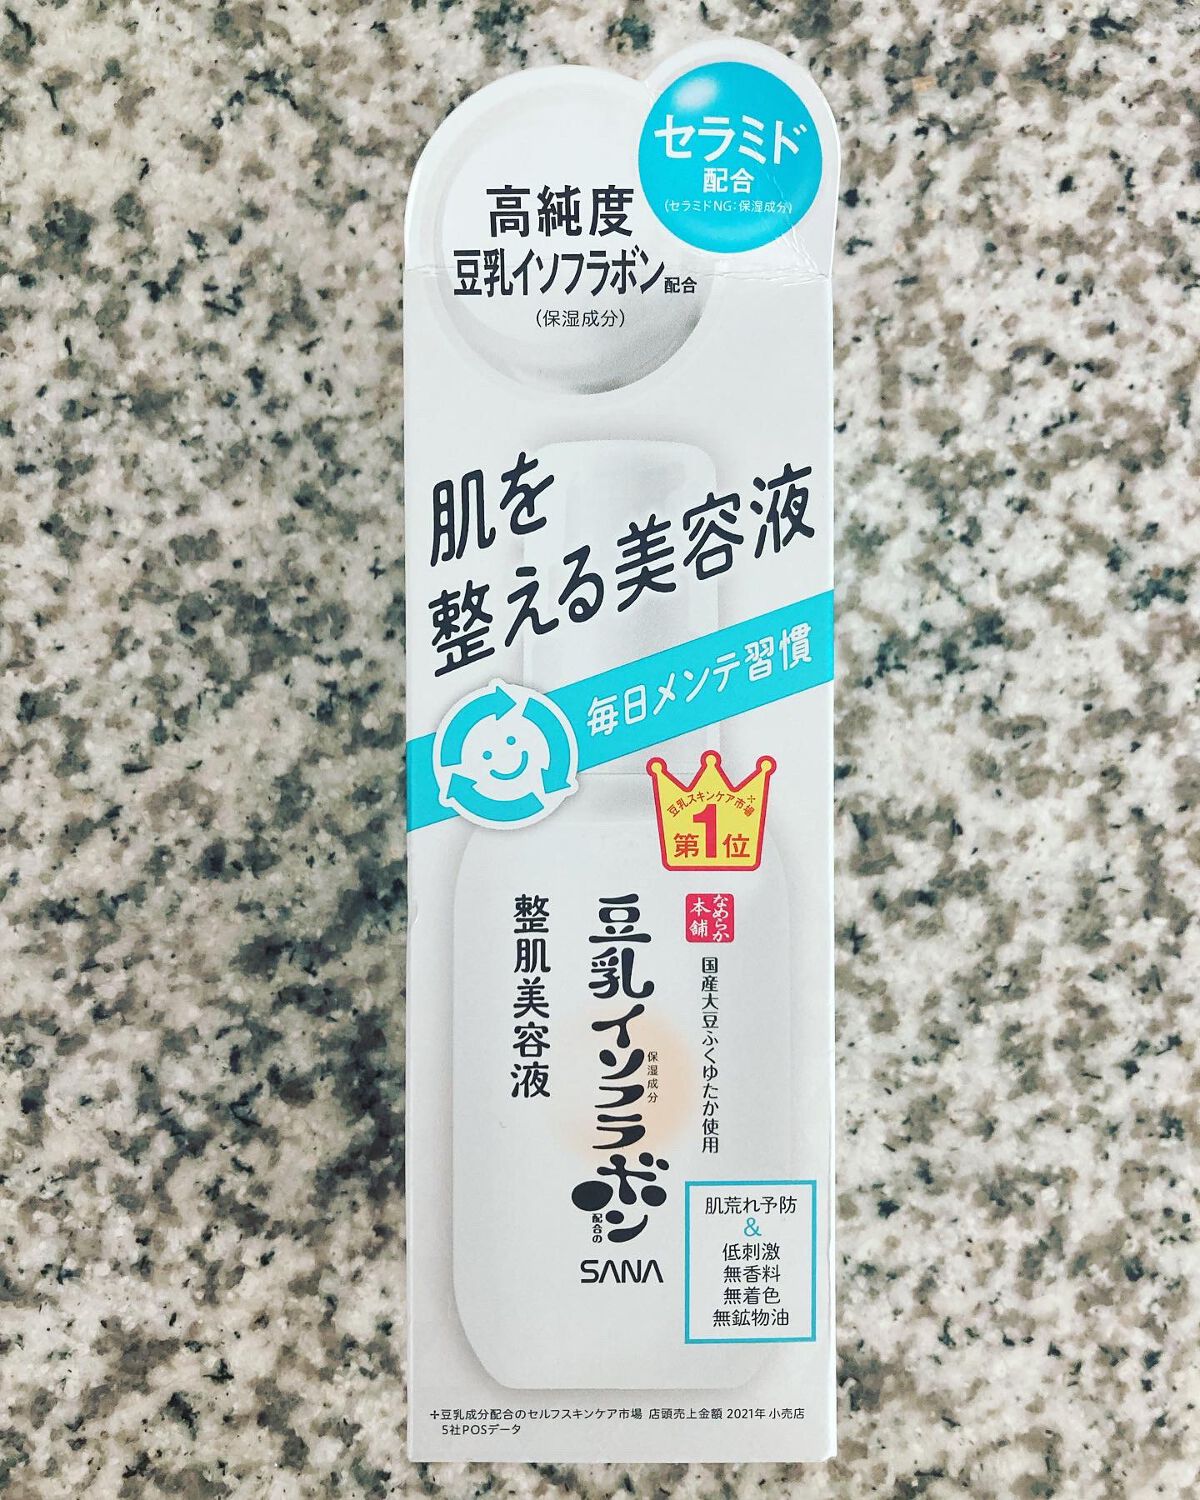 セラミド
配合
(セラミドNG:保湿成分)
高純度
豆乳イソフラボン配合
(保湿成分)
肌を
整える美容液
毎日メンテ習慣
豆乳スキンケア市場※
第1位
なめらか
本舗
国産大豆ふくゆたか使用
豆乳イソフラボン
保湿成分
配合の
整肌美容液
SANA
肌荒れ予防
&
低刺激
無香料
無着色
無鉱物油
+豆乳成分配合のセルフスキンケア市場 店頭売上金額 2021年 小売店
5社POSデータ